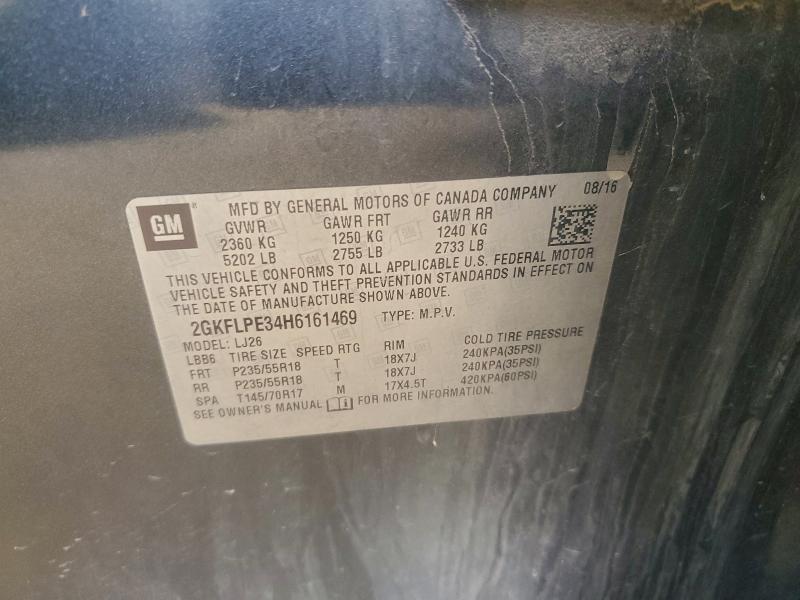 GM ® MFD BY GENERAL MOTORS OF CANADA COMPANY 08/16
GVWR GAWR FRT GAWR RR
2360 KG 1250 KG 1240 KG
5202 LB 2755 LB 2733 LB
THIS VEHICLE CONFORMS TO ALL APPLICABLE U.S. FEDERAL MOTOR
VEHICLE SAFETY AND THEFT PREVENTION STANDARDS IN EFFECT ON
THE DATE OF MANUFACTURE SHOWN ABOVE.
2GKFLPE34H6161469 TYPE: M.P.V.
MODEL: LJ26
LBB6 TIRE SIZE SPEED RTG RIM COLD TIRE PRESSURE
FRT P235/55R18 T 18X7J 240KPA(35PSI)
RR P235/55R18 T 18X7J 240KPA(35PSI)
SPA T145/70R17 M 17X4.5T 420KPA(60PSI)
SEE OWNER'S MANUAL FOR MORE INFORMATION.